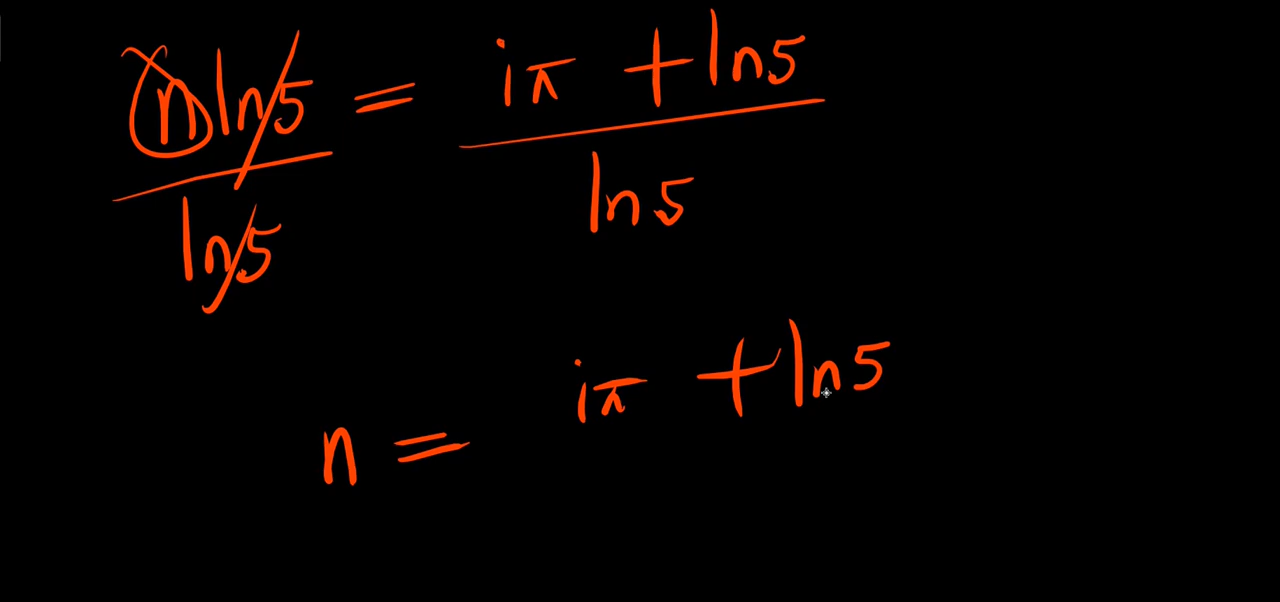 n ln5 = iπ + ln5
ln5 ln5
n = iπ + ln5